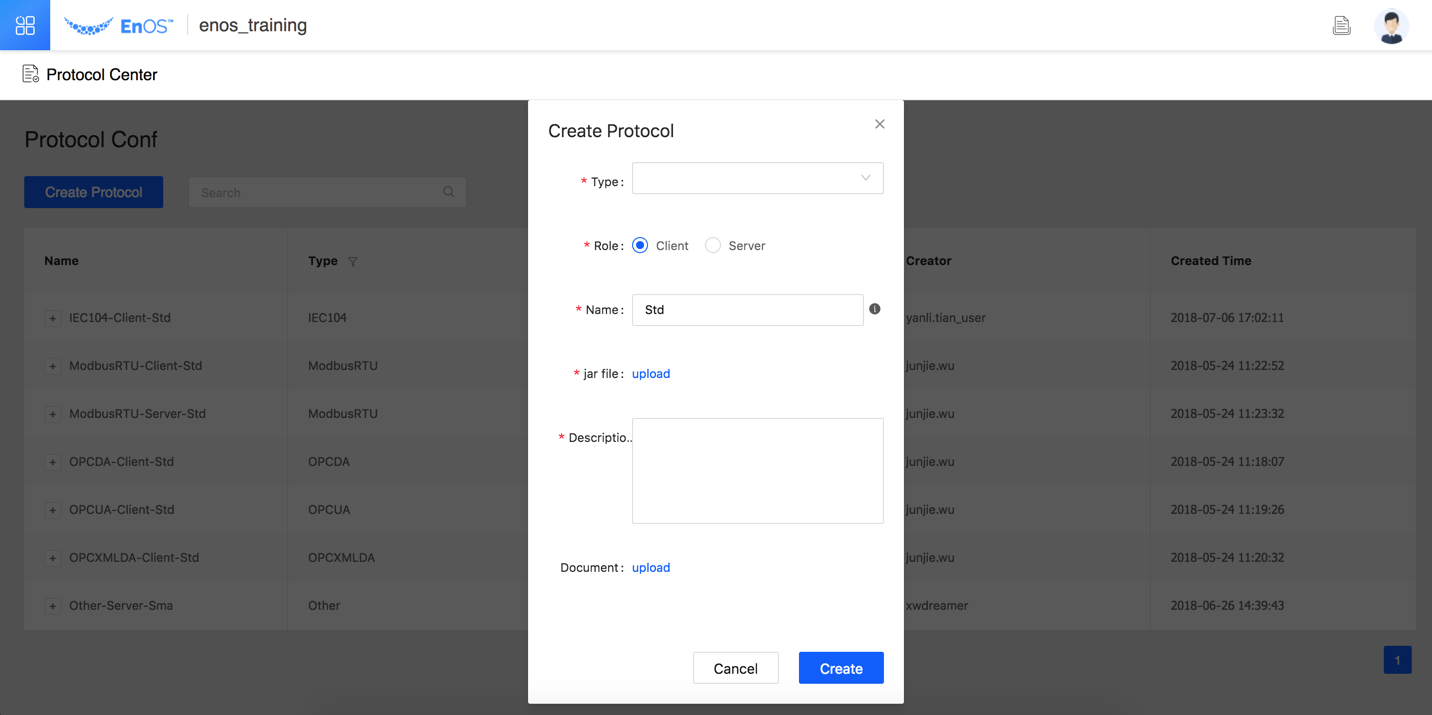 EnOS™ enos_training
Protocol Center
Protocol Conf
Create Protocol Search
Name Type Creator Created Time
IEC104-Client-Std IEC104 yanli.tian_user 2018-07-06 17:02:11
ModbusRTU-Client-Std ModbusRTU junjie.wu 2018-05-24 11:22:52
ModbusRTU-Server-Std ModbusRTU junjie.wu 2018-05-24 11:23:32
OPCDA-Client-Std OPCDA junjie.wu 2018-05-24 11:18:07
OPCUA-Client-Std OPCUA junjie.wu 2018-05-24 11:19:26
OPCXMLDA-Client-Std OPCXMLDA junjie.wu 2018-05-24 11:20:32
Other-Server-Sma Other xwdreamer 2018-06-26 14:39:43
1
Create Protocol
* Type :
* Role : Client Server
* Name : Std
* jar file : upload
* Descriptio..
Document : upload
Cancel Create